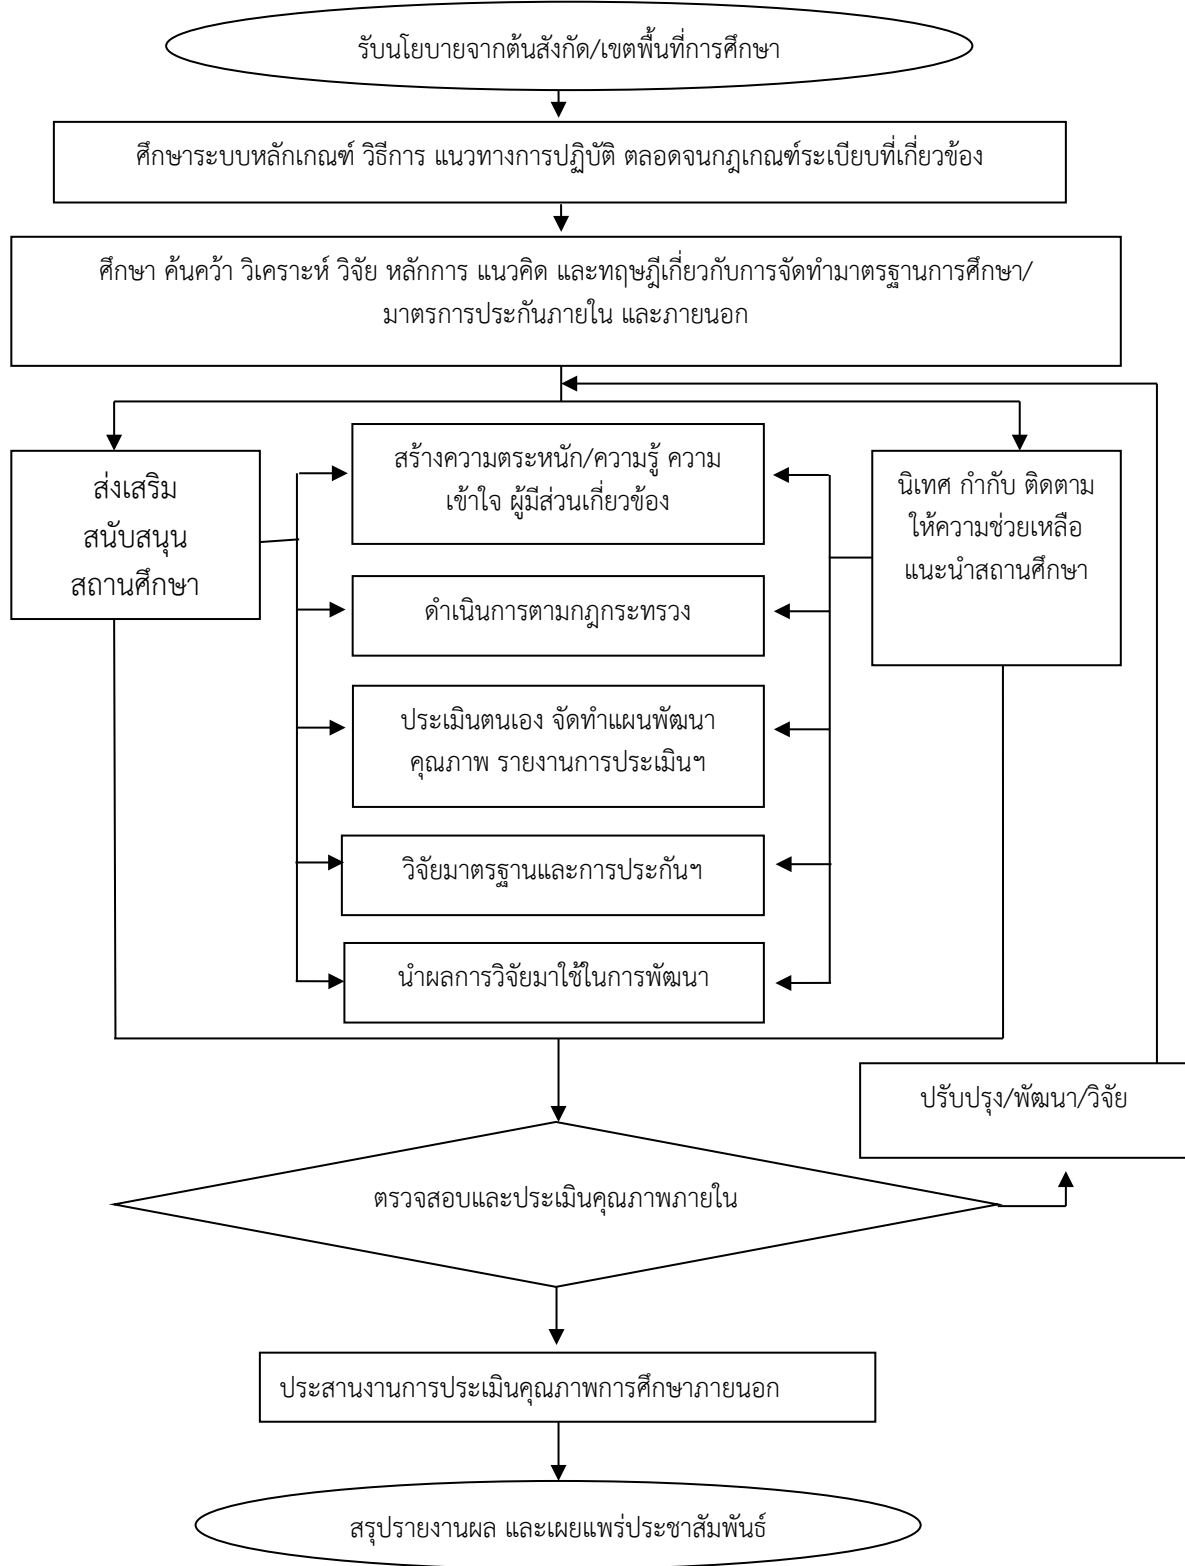 รับนโยบายจากต้นสังกัด/เขตพื้นที่การศึกษา
ศึกษาระบบหลักเกณฑ์ วิธีการ แนวทางการปฏิบัติ ตลอดจนกฎเกณฑ์ระเบียบที่เกี่ยวข้อง
ศึกษา ค้นคว้า วิเคราะห์ วิจัย หลักการ แนวคิด และทฤษฎีเกี่ยวกับการจัดทำมาตรฐานการศึกษา/
มาตรการประกันภายใน และภายนอก
ส่งเสริม
สนับสนุน
สถานศึกษา
สร้างความตระหนัก/ความรู้ ความ
เข้าใจ ผู้มีส่วนเกี่ยวข้อง
ดำเนินการตามกฎกระทรวง
ประเมินตนเอง จัดทำแผนพัฒนา
คุณภาพ รายงานการประเมินฯ
วิจัยมาตรฐานและการประกันฯ
นำผลการวิจัยมาใช้ในการพัฒนา
นิเทศ กำกับ ติดตาม
ให้ความช่วยเหลือ
แนะนำสถานศึกษา
ปรับปรุง/พัฒนา/วิจัย
ตรวจสอบและประเมินคุณภาพภายใน
ประสานงานการประเมินคุณภาพการศึกษาภายนอก
สรุปรายงานผล และเผยแพร่ประชาสัมพันธ์